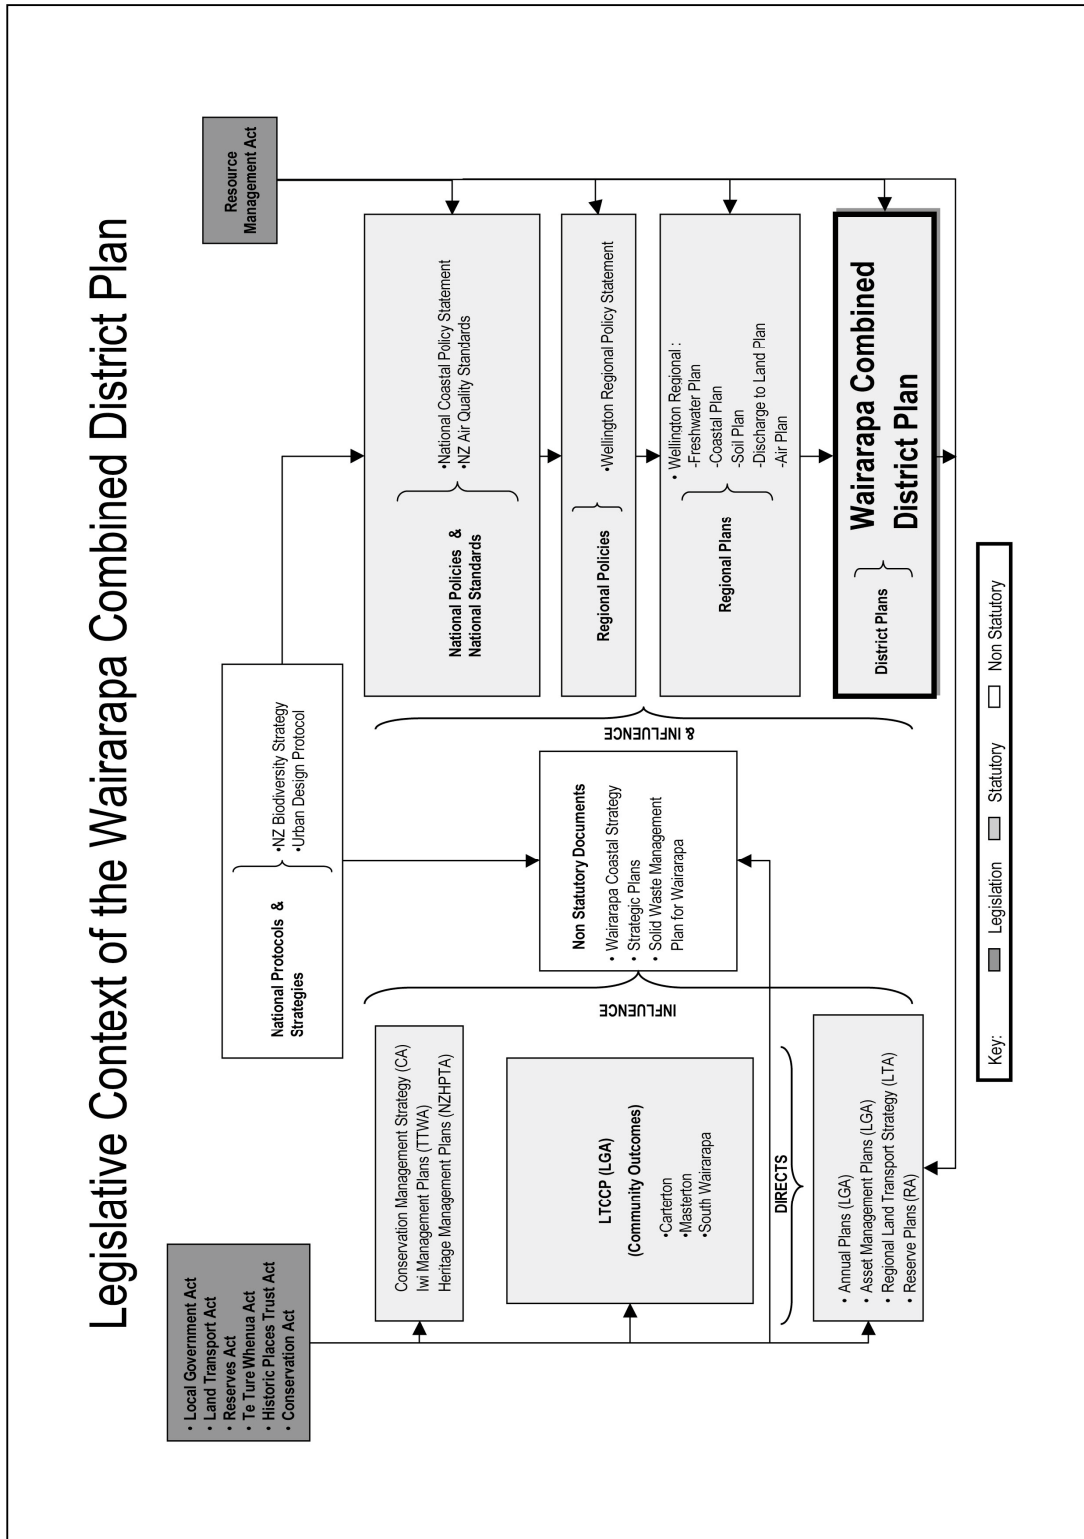 Legislative Context of the Wairarapa Combined District Plan
• Local Government Act
• Land Transport Act
• Reserves Act
• Te Ture Whenua Act
• Historic Places Trust Act
• Conservation Act
National Protocols &
Strategies
•NZ Biodiversity Strategy
•Urban Design Protocol
Resource
Management Act
Conservation Management Strategy (CA)
Iwi Management Plans (TTWA)
Heritage Management Plans (NZHPTA)
LTCCP (LGA)
(Community Outcomes)
•Carterton
•Masterton
•South Wairarapa
DIRECTS
• Annual Plans (LGA)
• Asset Management Plans (LGA)
• Regional Land Transport Strategy (LTA)
• Reserve Plans (RA)
INFLUENCE
Non Statutory Documents
• Wairarapa Coastal Strategy
• Strategic Plans
• Solid Waste Management
Plan for Wairarapa
& INFLUENCE
National Policies &
National Standards
•National Coastal Policy Statement
•NZ Air Quality Standards
Regional Policies
•Wellington Regional Policy Statement
Regional Plans
• Wellington Regional :
-Freshwater Plan
-Coastal Plan
-Soil Plan
-Discharge to Land Plan
-Air Plan
District Plans
Wairarapa Combined
District Plan
Key: Legislation Statutory Non Statutory